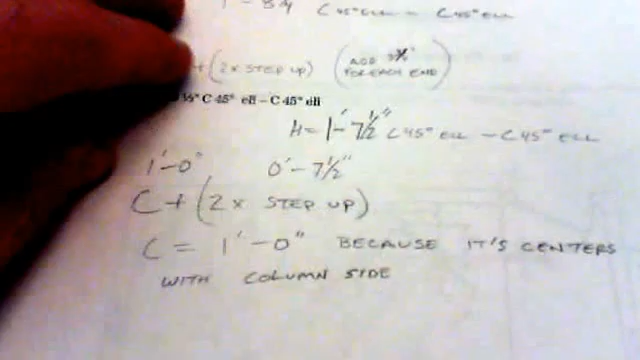 C 45° ELL – C 45° ELL
+ (2 x STEP UP) (ADD FOR EACH END)
½" C 45° ell – C 45° ell
H = 1'-7½" C 45° ELL – C 45° ELL
1'-0" 0'-7½"
C + (2 x STEP UP)
C = 1'-0" BECAUSE IT'S CENTERS
WITH COLUMN SIDE